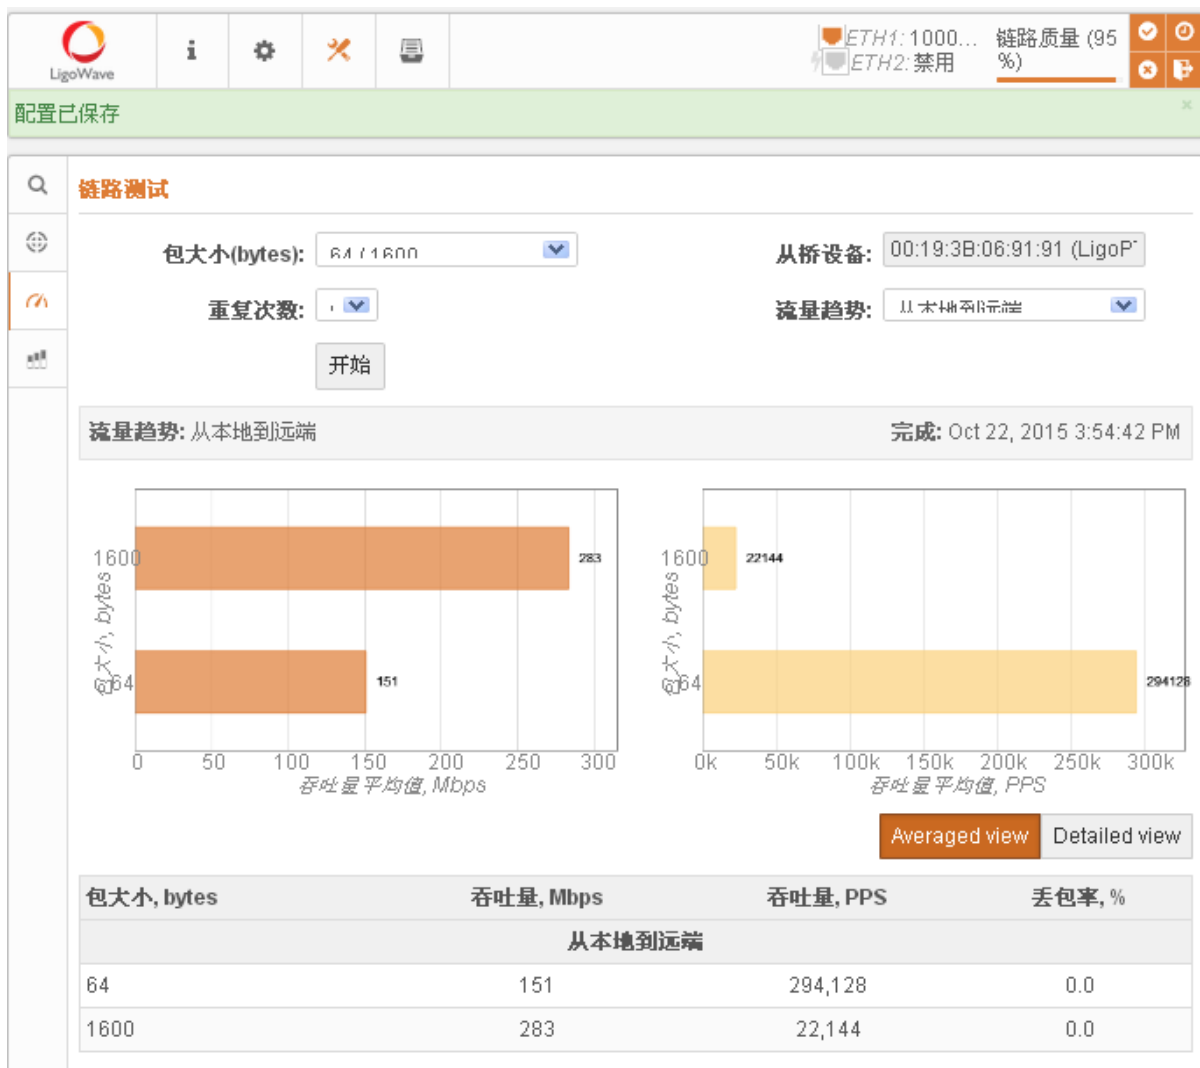 LigoWave
ETH1: 1000...
ETH2: 禁用
链路质量 (95
%)
配置已保存
链路测试
包大小(bytes): 64 / 1600
从桥设备: 00:19:3B:06:91:91 (LigoP
重复次数:
流量趋势: 从本地到远端
开始
流量趋势: 从本地到远端
完成: Oct 22, 2015 3:54:42 PM
1600
283
包大小, bytes
64
151
0 50 100 150 200 250 300
吞吐量平均值, Mbps
1600
22144
包大小, bytes
64
294128
0k 50k 100k 150k 200k 250k 300k
吞吐量平均值, PPS
Averaged view Detailed view
包大小, bytes 吞吐量, Mbps 吞吐量, PPS 丢包率, %
从本地到远端
64 151 294,128 0.0
1600 283 22,144 0.0